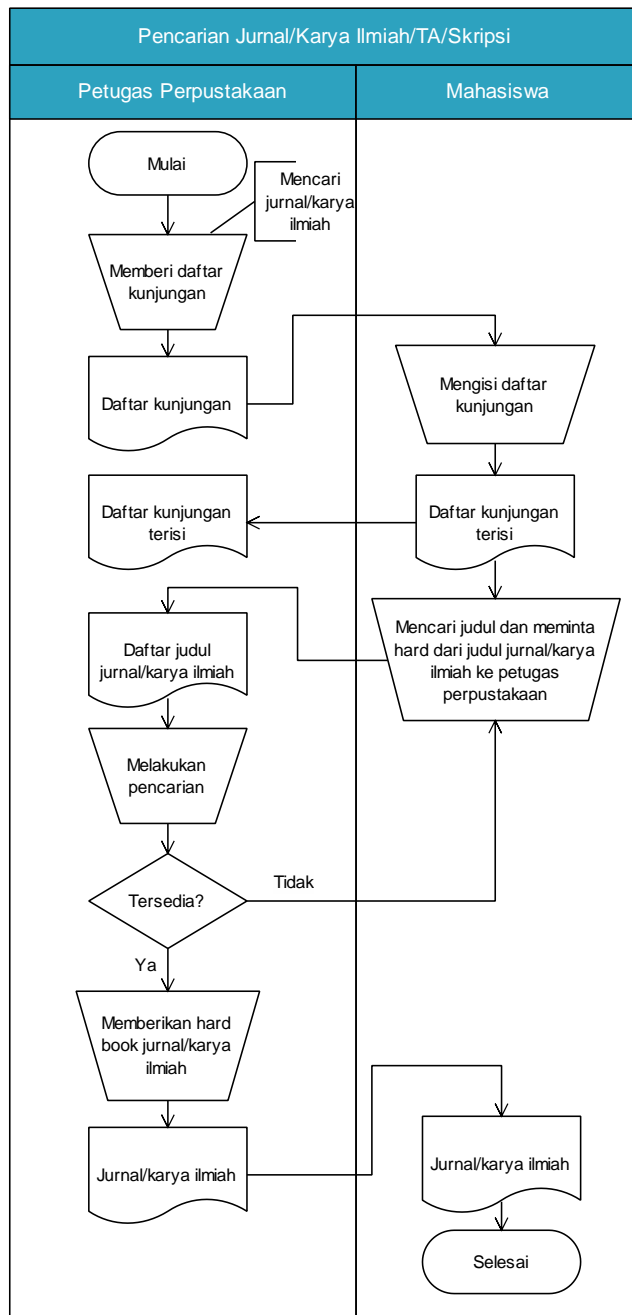 Pencarian Jurnal/Karya Ilmiah/TA/Skripsi
Petugas Perpustakaan
Mahasiswa
Mulai
Mencari
jurnal/karya
ilmiah
Memberi daftar
kunjungan
Daftar kunjungan
Mengisi daftar
kunjungan
Daftar kunjungan
terisi
Daftar kunjungan
terisi
Mencari judul dan meminta
hard dari judul jurnal/karya
ilmiah ke petugas
perpustakaan
Daftar judul
jurnal/karya ilmiah
Melakukan
pencarian
Tersedia?
Tidak
Ya
Memberikan hard
book jurnal/karya
ilmiah
Jurnal/karya ilmiah
Jurnal/karya ilmiah
Selesai